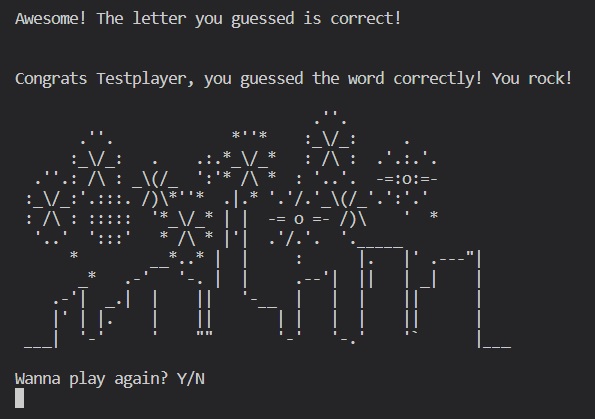 Awesome! The letter you guessed is correct!
Congrats Testplayer, you guessed the word correctly! You rock!
Wanna play again? Y/N